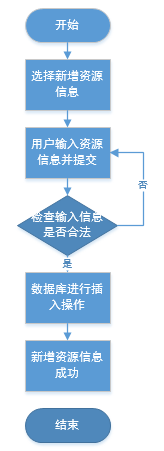 开始
选择新增资源
信息
用户输入资源
信息并提交
否
检查输入信息
是否合法
是
数据库进行插
入操作
新增资源信息
成功
结束